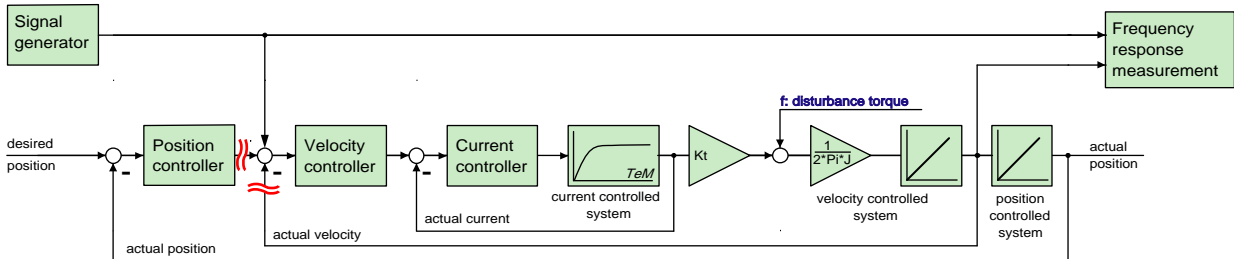 Signal
generator
Frequency
response
measurement
f: disturbance torque
desired
position
Position
controller
Velocity
controller
Current
controller
TeM
Kt
1
2*Pi*J
actual
position
-
-
-
current controlled
system
velocity controlled
system
position
controlled
system
actual current
actual velocity
actual position